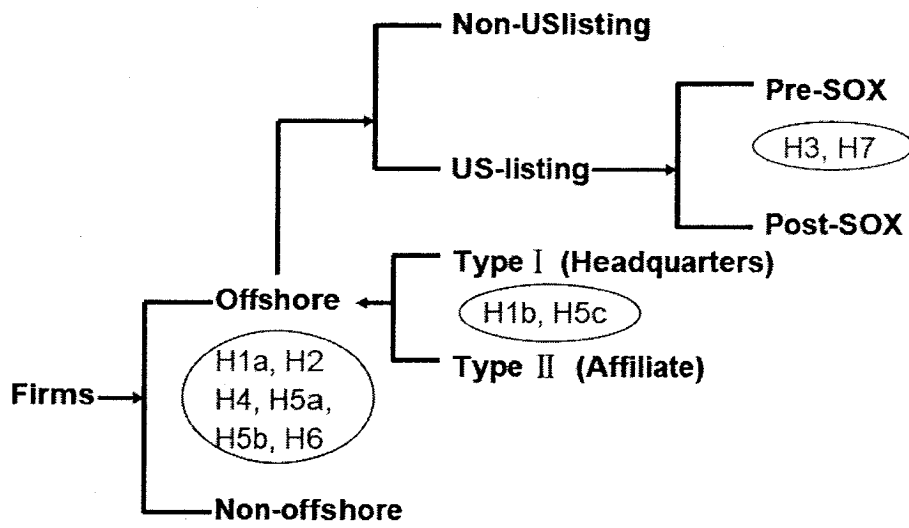 Non-USlisting
Pre-SOX
H3, H7
US-listing
Post-SOX
Type Ⅰ (Headquarters)
Offshore
H1b, H5c
H1a, H2
Type Ⅱ (Affiliate)
Firms
H4, H5a,
H5b, H6
Non-offshore